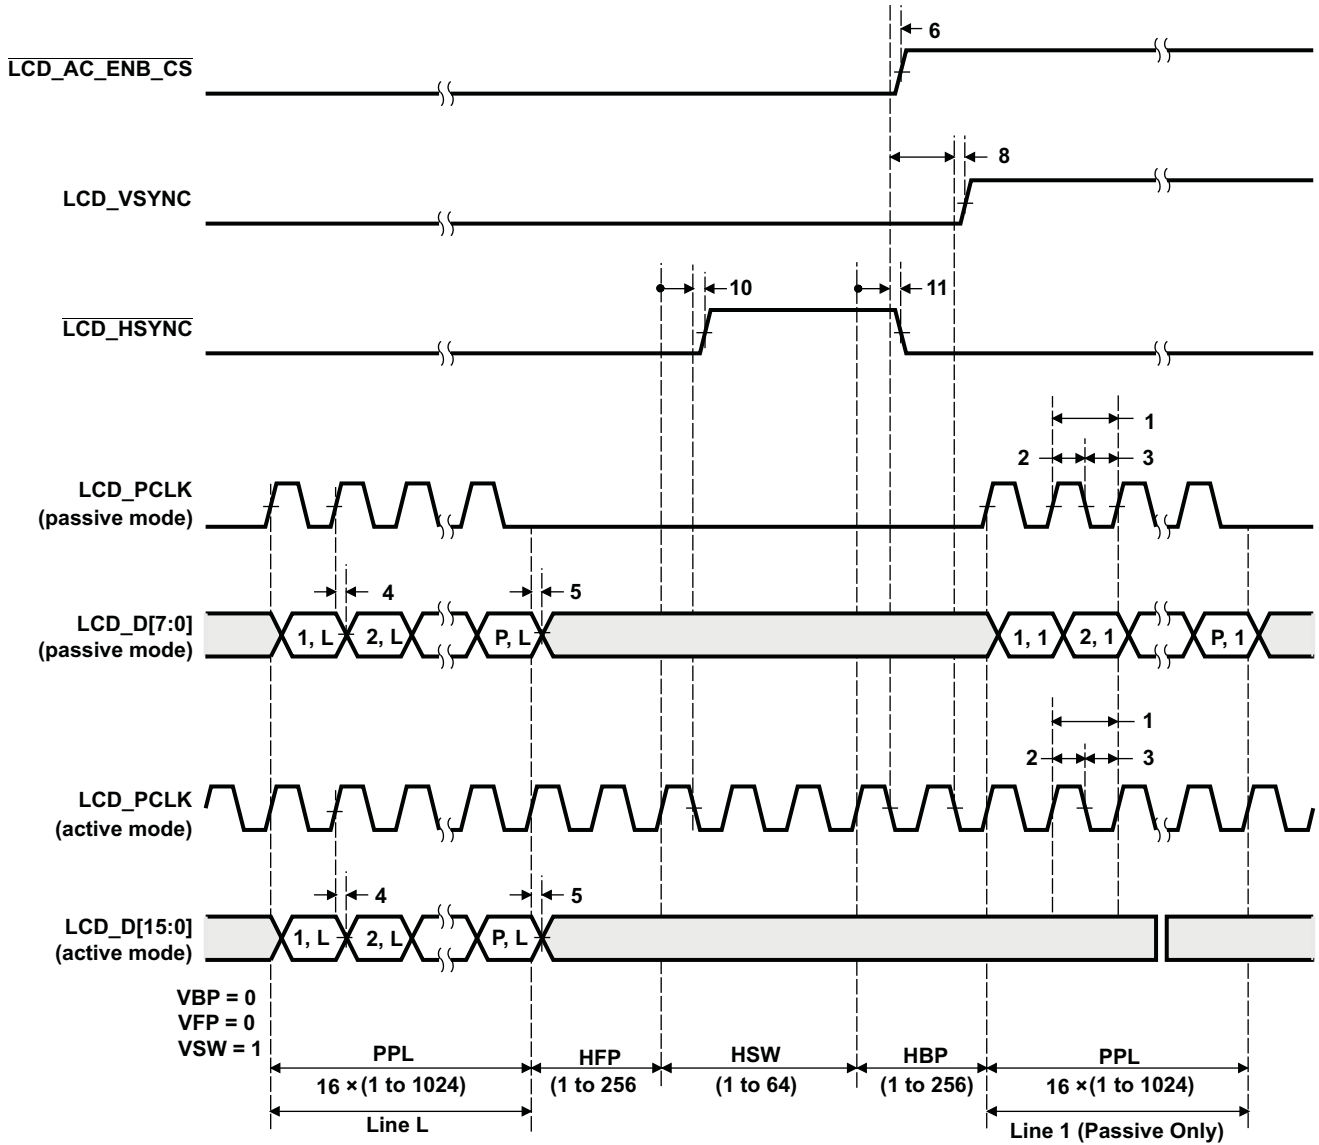 6
LCD_AC_ENB_CS
8
LCD_VSYNC
10
11
LCD_HSYNC
1
2
3
LCD_PCLK
(passive mode)
4
5
LCD_D[7:0]
(passive mode)
1, L
2, L
P, L
1, 1
2, 1
P, 1
1
2
3
LCD_PCLK
(active mode)
4
5
LCD_D[15:0]
(active mode)
1, L
2, L
P, L
VBP = 0
VFP = 0
VSW = 1
PPL
HFP
HSW
HBP
PPL
16 × (1 to 1024)
(1 to 256
(1 to 64)
(1 to 256)
16 × (1 to 1024)
Line L
Line 1 (Passive Only)